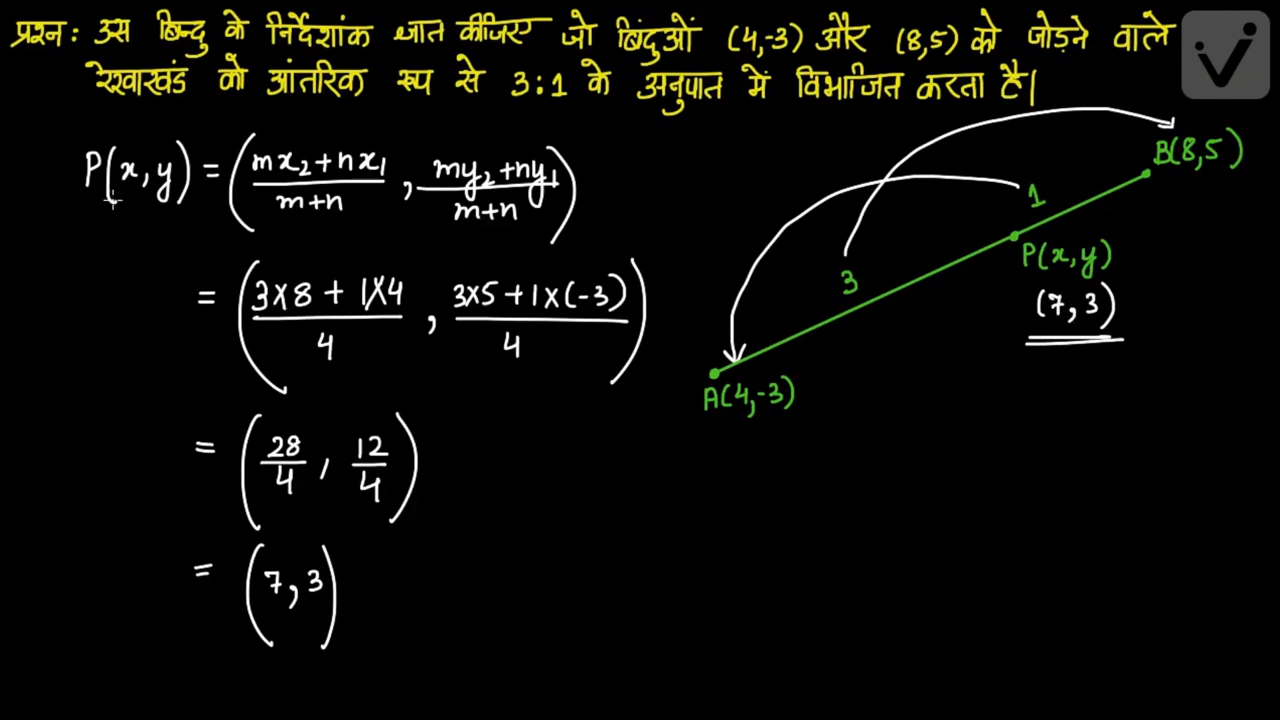 प्रश्न: उस बिन्दु के निर्देशांक ज्ञात कीजिए जो बिंदुओं (4,-3) और (8,5) को जोड़ने वाले
रेखाखंड को आंतरिक रूप से 3:1 के अनुपात में विभाजित करता है।
P(x,y) = ((mx₂+nx₁)/(m+n), (my₂+ny₁)/(m+n))
= ((3×8+1×4)/4, (3×5+1×(-3))/4)
= (28/4, 12/4)
= (7,3)
B(8,5)
1
P(x,y)
(7,3)
3
A(4,-3)